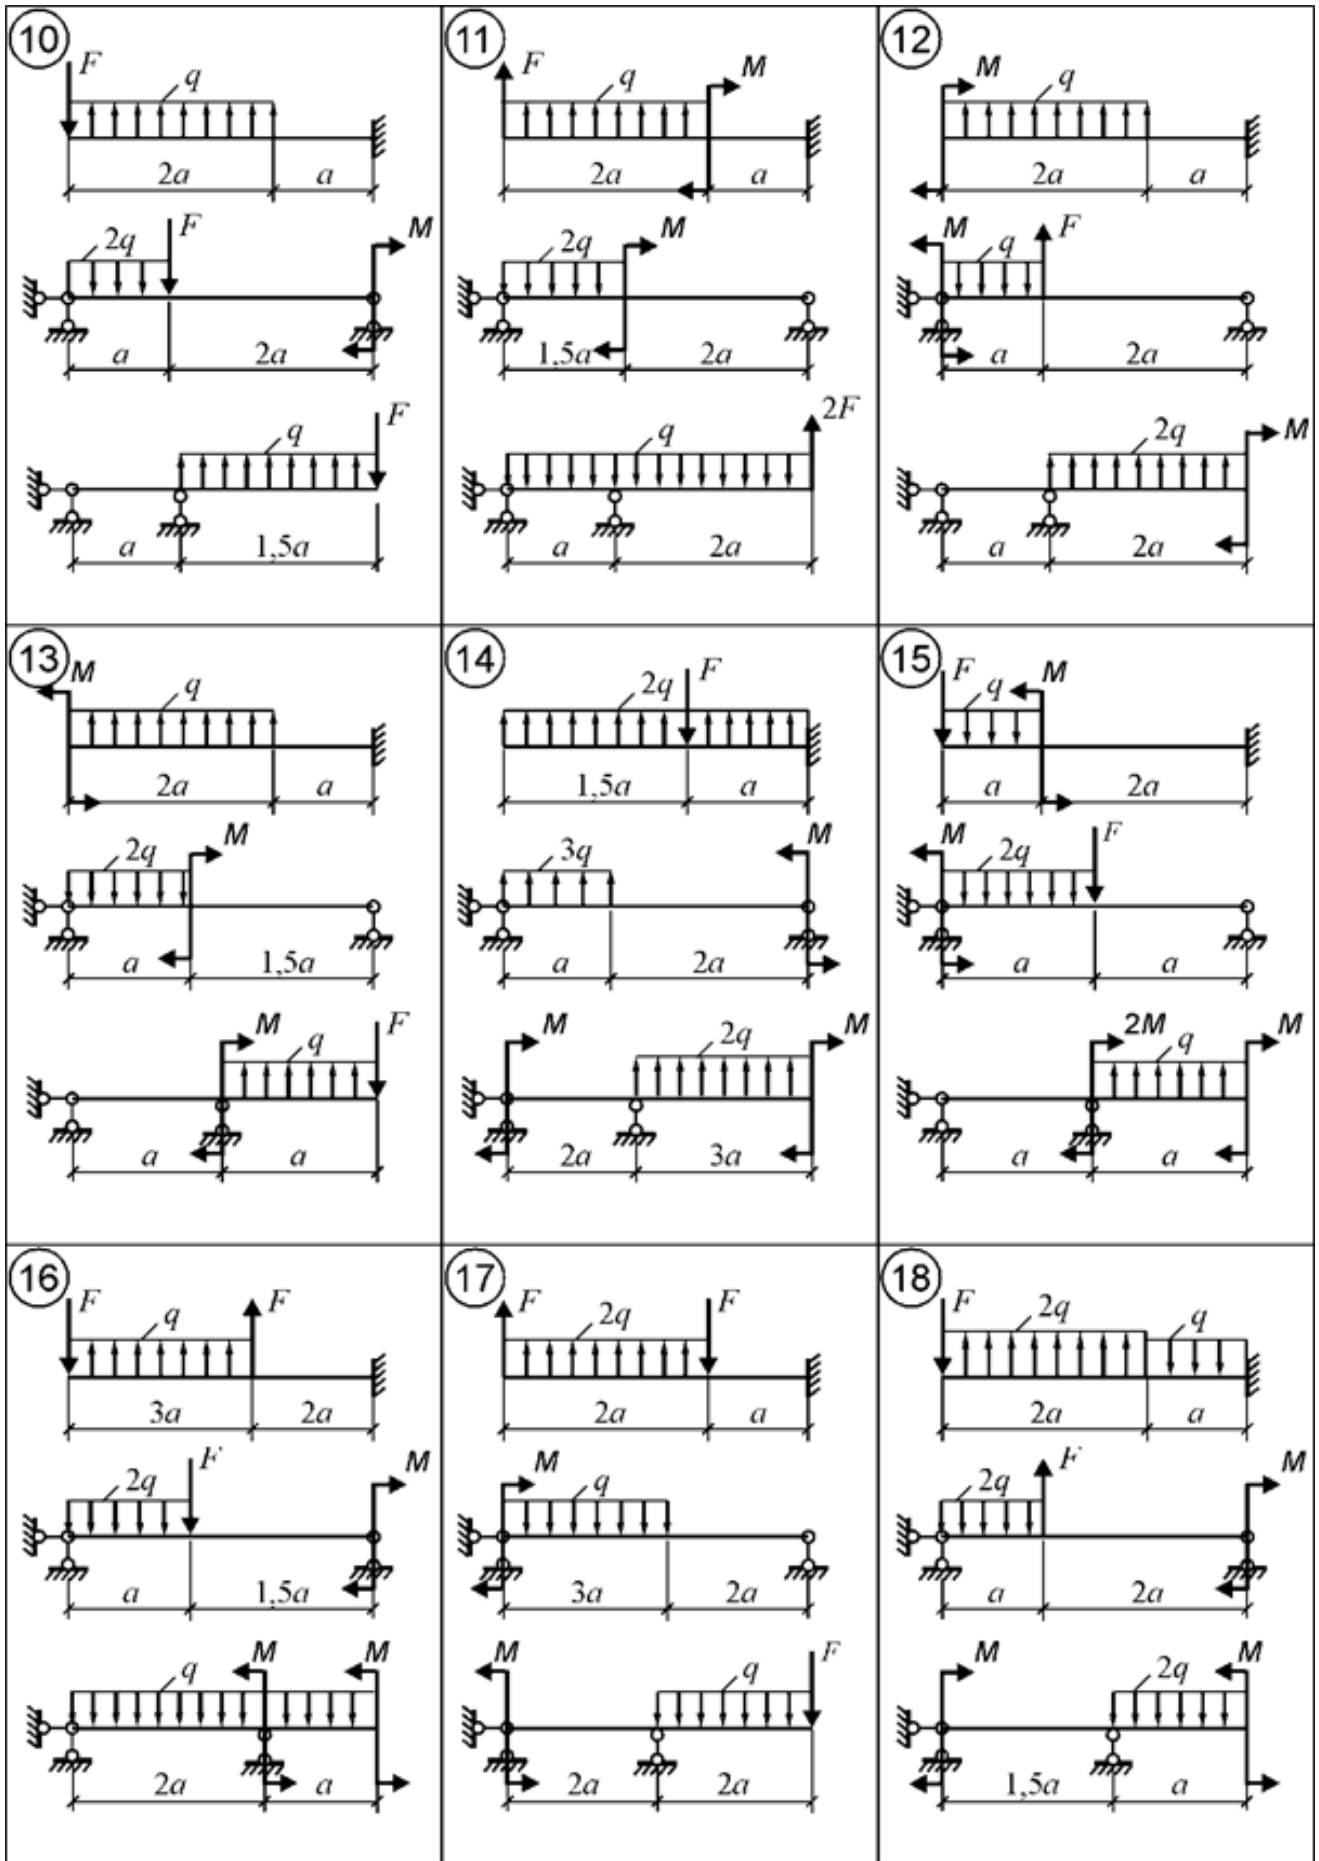 10 11 12
F q F q M M q
2a a 2a a 2a a
2q F M 2q M M q F
a 2a 1,5a 2a a 2a
q F q 2F 2q M
a 1,5a a 2a a 2a
13 14 15
M q 2q F F q M
2a a 1,5a a a 2a
2q M 3q M M 2q F
a 1,5a a 2a a a
M q F M 2q M 2M q M
a a 2a 3a a a
16 17 18
F q F F 2q F F 2q q
3a 2a 2a a 2a a
2q F M M q 2q F M
a 1,5a 3a 2a a 2a
q M M M q F M 2q M
2a a 2a 2a 1,5a a